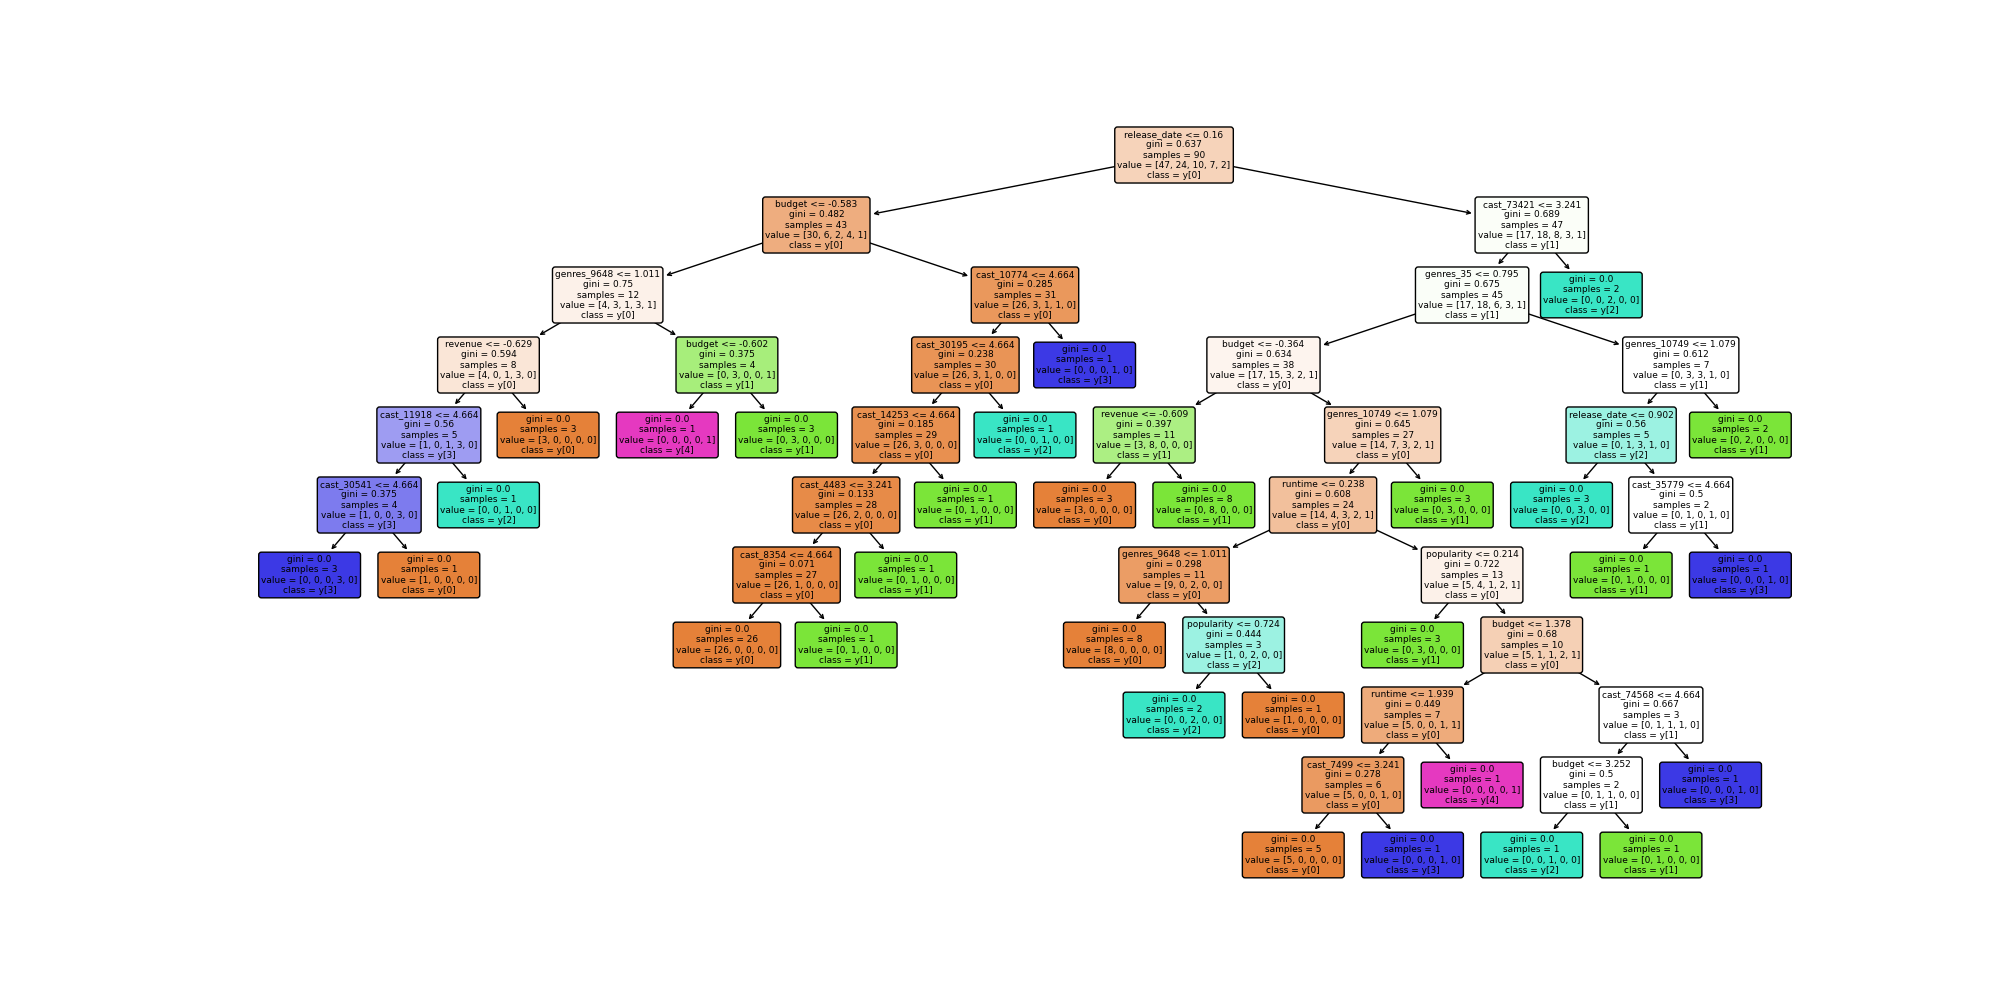 release_date <= 0.16
gini = 0.637
samples = 90
value = [47, 24, 10, 7, 2]
class = y[0]
budget <= -0.583
gini = 0.482
samples = 43
value = [30, 6, 2, 4, 1]
class = y[0]
cast_73421 <= 3.241
gini = 0.689
samples = 47
value = [17, 18, 8, 3, 1]
class = y[1]
genres_9648 <= 1.011
gini = 0.75
samples = 12
value = [4, 3, 1, 3, 1]
class = y[0]
cast_10774 <= 4.664
gini = 0.285
samples = 31
value = [26, 3, 1, 1, 0]
class = y[0]
genres_35 <= 0.795
gini = 0.675
samples = 45
value = [17, 18, 6, 3, 1]
class = y[1]
gini = 0.0
samples = 2
value = [0, 0, 2, 0, 0]
class = y[2]
revenue <= -0.629
gini = 0.594
samples = 8
value = [4, 0, 1, 3, 0]
class = y[0]
budget <= -0.602
gini = 0.375
samples = 4
value = [0, 3, 0, 0, 1]
class = y[1]
cast_30195 <= 4.664
gini = 0.238
samples = 30
value = [26, 3, 1, 0, 0]
class = y[0]
gini = 0.0
samples = 1
value = [0, 0, 0, 1, 0]
class = y[3]
budget <= -0.364
gini = 0.634
samples = 38
value = [17, 15, 3, 2, 1]
class = y[0]
genres_10749 <= 1.079
gini = 0.612
samples = 7
value = [0, 3, 3, 1, 0]
class = y[1]
cast_11918 <= 4.664
gini = 0.56
samples = 5
value = [1, 0, 1, 3, 0]
class = y[3]
gini = 0.0
samples = 3
value = [3, 0, 0, 0, 0]
class = y[0]
gini = 0.0
samples = 1
value = [0, 0, 0, 0, 1]
class = y[4]
gini = 0.0
samples = 3
value = [0, 3, 0, 0, 0]
class = y[1]
cast_14253 <= 4.664
gini = 0.185
samples = 29
value = [26, 3, 0, 0, 0]
class = y[0]
gini = 0.0
samples = 1
value = [0, 0, 1, 0, 0]
class = y[2]
revenue <= -0.609
gini = 0.397
samples = 11
value = [3, 8, 0, 0, 0]
class = y[1]
genres_10749 <= 1.079
gini = 0.645
samples = 27
value = [14, 7, 3, 2, 1]
class = y[0]
release_date <= 0.902
gini = 0.56
samples = 5
value = [0, 1, 3, 1, 0]
class = y[2]
gini = 0.0
samples = 2
value = [0, 2, 0, 0, 0]
class = y[1]
cast_30541 <= 4.664
gini = 0.375
samples = 4
value = [1, 0, 0, 3, 0]
class = y[3]
gini = 0.0
samples = 1
value = [0, 0, 1, 0, 0]
class = y[2]
cast_4483 <= 3.241
gini = 0.133
samples = 28
value = [26, 2, 0, 0, 0]
class = y[0]
gini = 0.0
samples = 1
value = [0, 1, 0, 0, 0]
class = y[1]
gini = 0.0
samples = 3
value = [3, 0, 0, 0, 0]
class = y[0]
gini = 0.0
samples = 8
value = [0, 8, 0, 0, 0]
class = y[1]
runtime <= 0.238
gini = 0.608
samples = 24
value = [14, 4, 3, 2, 1]
class = y[0]
gini = 0.0
samples = 3
value = [0, 3, 0, 0, 0]
class = y[1]
gini = 0.0
samples = 3
value = [0, 0, 3, 0, 0]
class = y[2]
cast_35779 <= 4.664
gini = 0.5
samples = 2
value = [0, 1, 0, 1, 0]
class = y[1]
gini = 0.0
samples = 3
value = [0, 0, 0, 3, 0]
class = y[3]
gini = 0.0
samples = 1
value = [1, 0, 0, 0, 0]
class = y[0]
cast_8354 <= 4.664
gini = 0.071
samples = 27
value = [26, 1, 0, 0, 0]
class = y[0]
gini = 0.0
samples = 1
value = [0, 1, 0, 0, 0]
class = y[1]
genres_9648 <= 1.011
gini = 0.298
samples = 11
value = [9, 0, 2, 0, 0]
class = y[0]
popularity <= 0.214
gini = 0.722
samples = 13
value = [5, 4, 1, 2, 1]
class = y[0]
gini = 0.0
samples = 1
value = [0, 1, 0, 0, 0]
class = y[1]
gini = 0.0
samples = 1
value = [0, 0, 0, 1, 0]
class = y[3]
gini = 0.0
samples = 26
value = [26, 0, 0, 0, 0]
class = y[0]
gini = 0.0
samples = 1
value = [0, 1, 0, 0, 0]
class = y[1]
gini = 0.0
samples = 8
value = [8, 0, 0, 0, 0]
class = y[0]
popularity <= 0.724
gini = 0.444
samples = 3
value = [1, 0, 2, 0, 0]
class = y[2]
gini = 0.0
samples = 3
value = [0, 3, 0, 0, 0]
class = y[1]
budget <= 1.378
gini = 0.68
samples = 10
value = [5, 1, 1, 2, 1]
class = y[0]
gini = 0.0
samples = 2
value = [0, 0, 2, 0, 0]
class = y[2]
gini = 0.0
samples = 1
value = [1, 0, 0, 0, 0]
class = y[0]
runtime <= 1.939
gini = 0.449
samples = 7
value = [5, 0, 0, 1, 1]
class = y[0]
cast_74568 <= 4.664
gini = 0.667
samples = 3
value = [0, 1, 1, 1, 0]
class = y[1]
cast_7499 <= 3.241
gini = 0.278
samples = 6
value = [5, 0, 0, 1, 0]
class = y[0]
gini = 0.0
samples = 1
value = [0, 0, 0, 0, 1]
class = y[4]
budget <= 3.252
gini = 0.5
samples = 2
value = [0, 1, 1, 0, 0]
class = y[1]
gini = 0.0
samples = 1
value = [0, 0, 0, 1, 0]
class = y[3]
gini = 0.0
samples = 5
value = [5, 0, 0, 0, 0]
class = y[0]
gini = 0.0
samples = 1
value = [0, 0, 0, 1, 0]
class = y[3]
gini = 0.0
samples = 1
value = [0, 0, 1, 0, 0]
class = y[2]
gini = 0.0
samples = 1
value = [0, 1, 0, 0, 0]
class = y[1]